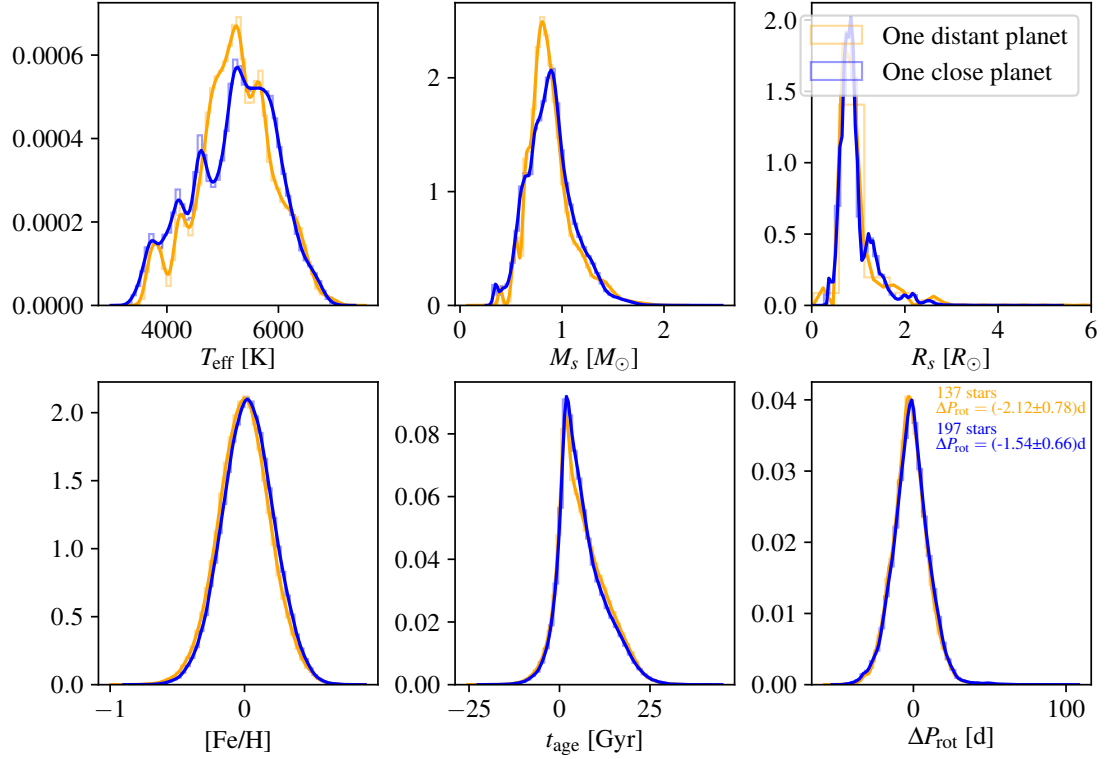 0.0006
0.0004
0.0002
0.0000
4000 6000
T_eff [K]
2
1
0
0 1 2
M_s [M_⊙]
2.0
1.5
1.0
0.5
0.0
0 2 4 6
R_s [R_⊙]
One distant planet
One close planet
2.0
1.5
1.0
0.5
0.0
−1 0
[Fe/H]
0.08
0.06
0.04
0.02
0.00
−25 0 25
t_age [Gyr]
0.04
0.03
0.02
0.01
0.00
0 100
ΔP_rot [d]
137 stars
ΔP_rot = (-2.12±0.78)d
197 stars
ΔP_rot = (-1.54±0.66)d